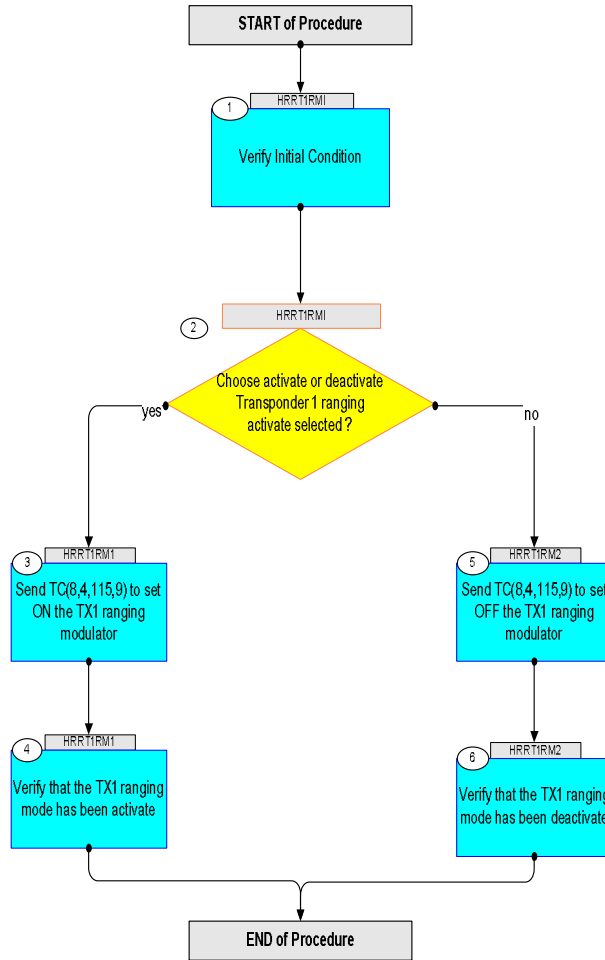 START of Procedure
HRRT1RMI
1
Verify Initial Condition
HRRT1RMI
2
Choose activate or deactivate
Transponder 1 ranging
activate selected ?
yes
no
HRRT1RM1
3
Send TC(8,4,115,9) to set
ON the TX1 ranging
modulator
HRRT1RM2
5
Send TC(8,4,115,9) to set
OFF the TX1 ranging
modulator
HRRT1RM1
4
Verify that the TX1 ranging
mode has been activate
HRRT1RM2
6
Verify that the TX1 ranging
mode has been deactivate
END of Procedure